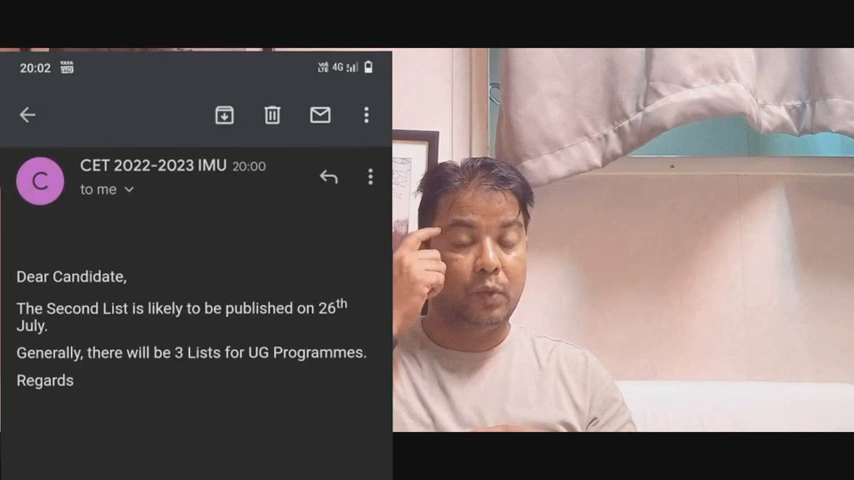 20:02
4G
CET 2022-2023 IMU 20:00
C
to me
Dear Candidate,
The Second List is likely to be published on 26th
July.
Generally, there will be 3 Lists for UG Programmes.
Regards